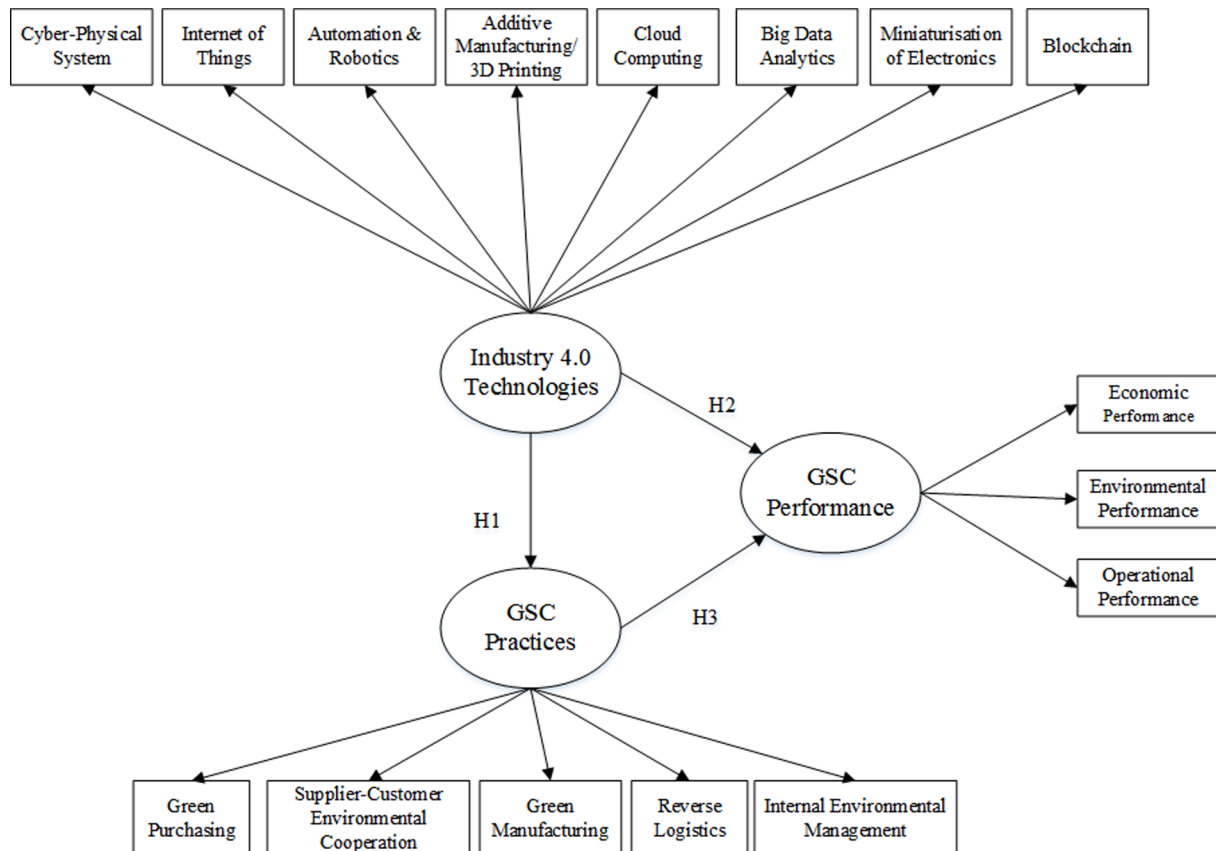 Cyber-Physical
System
Internet of
Things
Automation &
Robotics
Additive
Manufacturing/
3D Printing
Cloud
Computing
Big Data
Analytics
Miniaturisation
of Electronics
Blockchain
Industry 4.0
Technologies
H2
Economic
Performance
GSC
Performance
Environmental
Performance
H1
Operational
Performance
GSC
Practices
H3
Green
Purchasing
Supplier-Customer
Environmental
Cooperation
Green
Manufacturing
Reverse
Logistics
Internal Environmental
Management